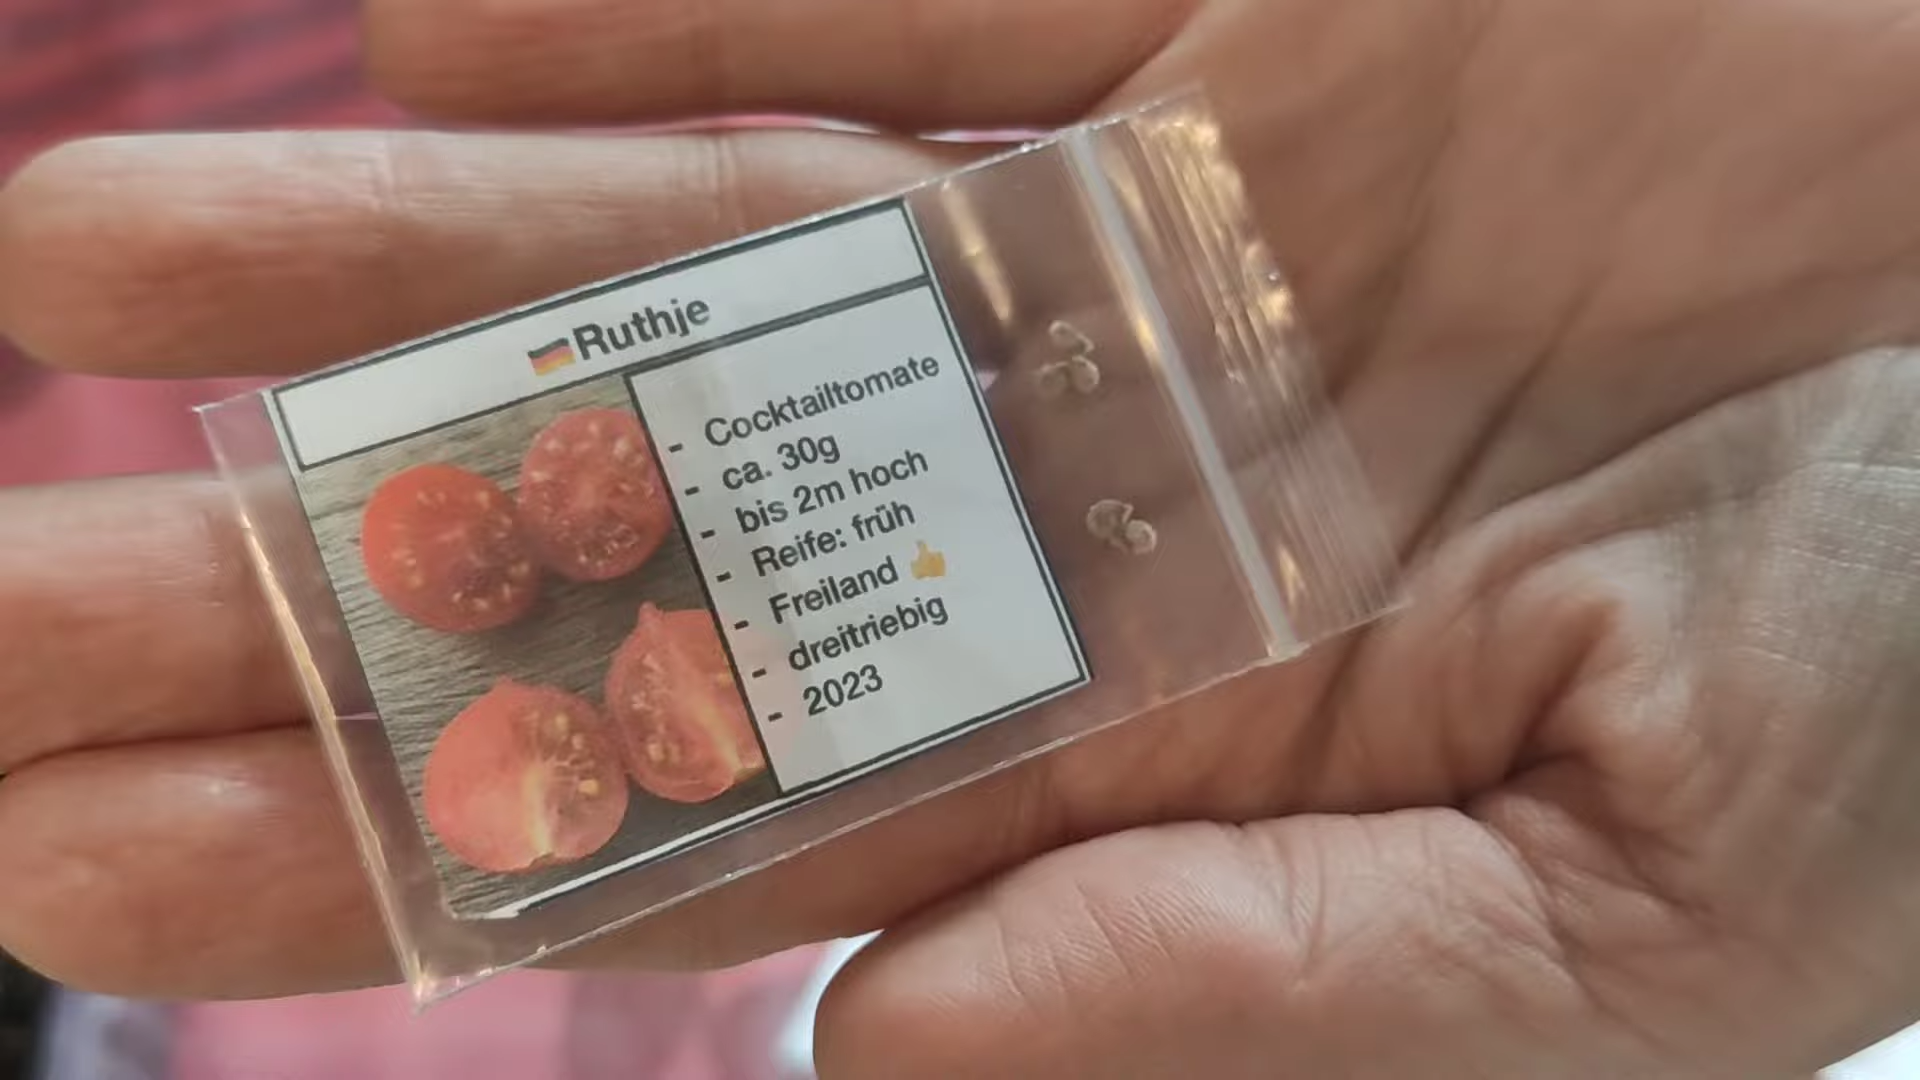 🇩🇪Ruthje
- Cocktailtomate
- ca. 30g
- bis 2m hoch
- Reife: früh
- Freiland 👍
- dreitriebig
- 2023